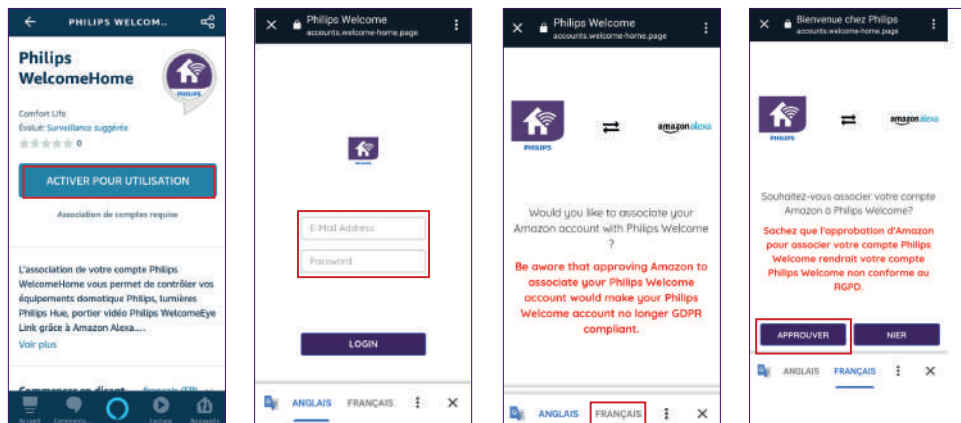 PHILIPS WELCOM..
Philips
WelcomeHome
PHILIPS
Comfort Life
Évalué: Surveillance suggérée
0
ACTIVER POUR UTILISATION
Association de comptes requise
L'association de votre compte Philips
WelcomeHome vous permet de contrôler vos
équipements domotique Philips, lumières
Philips Hue, portier vidéo Philips WelcomeEye
Link grâce à Amazon Alexa....
Voir plus
Commencez en disant français (FR)
Accueil
Philips Welcome
accounts.welcome-home.page
E-Mail Address
Password
LOGIN
ANGLAIS FRANÇAIS
Philips Welcome
accounts.welcome-home.page
PHILIPS
amazon alexa
Would you like to associate your
Amazon account with Philips Welcome
?
Be aware that approving Amazon to
associate your Philips Welcome
account would make your Philips
Welcome account no longer GDPR
compliant.
ANGLAIS FRANÇAIS
Bienvenue chez Philips
accounts.welcome-home.page
PHILIPS
amazon alexa
Souhaitez-vous associer votre compte
Amazon à Philips Welcome?
Sachez que l'approbation d'Amazon
pour associer votre compte Philips
Welcome rendrait votre compte
Philips Welcome non conforme au
RGPD.
APPROUVER NIER
ANGLAIS FRANÇAIS